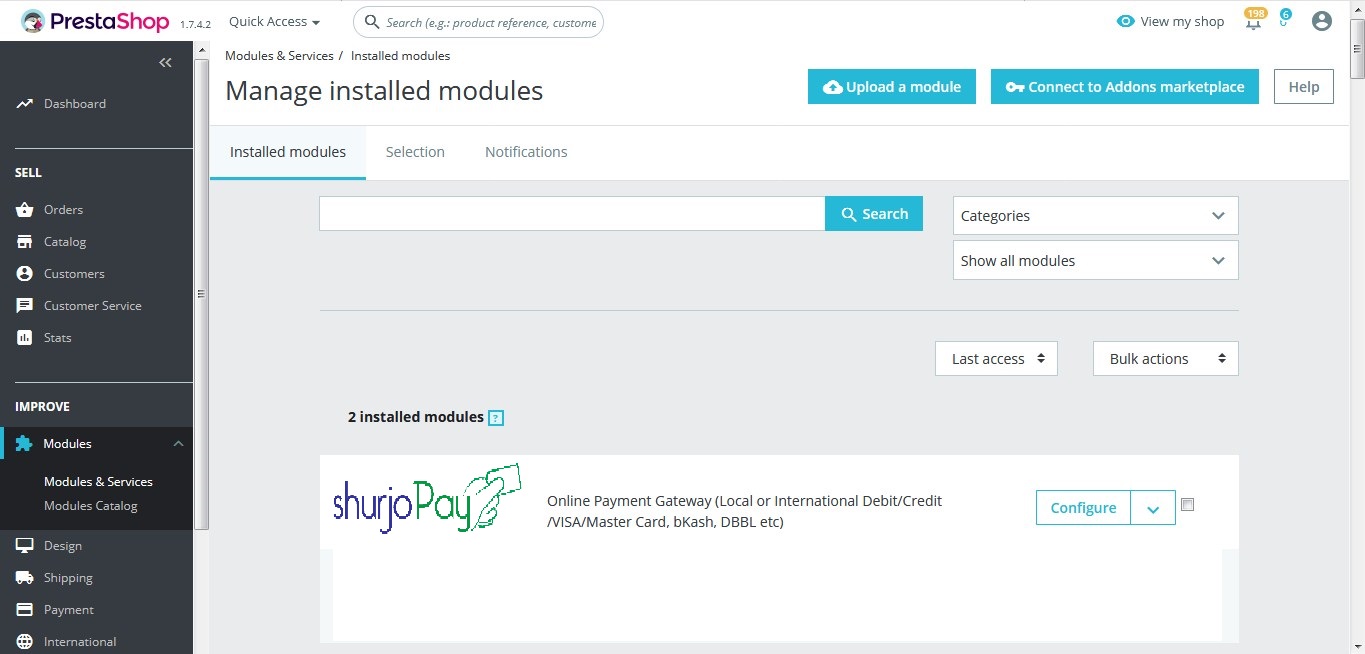 PrestaShop 1.7.4.2 Quick Access Search (e.g.: product reference, custome View my shop 198 6
Modules & Services / Installed modules
Manage installed modules
Upload a module Connect to Addons marketplace Help
Installed modules Selection Notifications
Dashboard
SELL
Orders
Catalog
Customers
Customer Service
Stats
IMPROVE
Modules
Modules & Services
Modules Catalog
Design
Shipping
Payment
International
Search
Categories
Show all modules
Last access Bulk actions
2 installed modules ?
shurjoPay
Online Payment Gateway (Local or International Debit/Credit
/VISA/Master Card, bKash, DBBL etc)
Configure